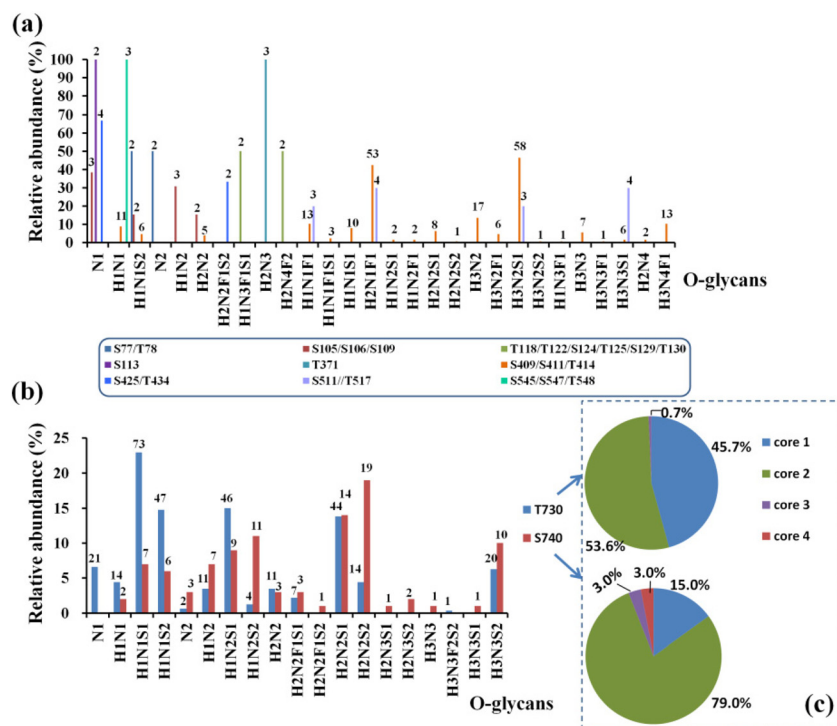 (a)
Relative abundance (%)
100
90
80
70
60
50
40
30
20
10
0
3 2 4 11 3 2 2 6 2 3 2 5 2 2 3 2 13 3 3 10 53 4 2 2 8 1 17 6 58 3 1 1 7 1 6 4 2 13
N1
H1N1
H1N1S2
N2
H1N2
H2N2
H2N2F1S2
H1N3F1S1
H2N3
H2N4F2
H1N1F1
H1N1F1S1
H1N1S1
H2N1F1
H1N2S1
H1N2F1
H2N2S1
H2N2S2
H3N2
H3N2F1
H3N2S1
H3N2S2
H1N3F1
H3N3
H3N3F1
H3N3S1
H2N4
H3N4F1
O-glycans
S77/T78 S105/S106/S109 T118/T122/S124/T125/S129/T130
S113 T371 S409/S411/T414
S425/T434 S511//T517 S545/S547/T548
(b)
Relative abundance (%)
25
20
15
10
5
0
21 14 2 73 7 47 6 2 3 11 7 46 9 4 11 11 3 7 3 1 44 14 14 19 1 2 1 1 20 10
N1
H1N1
H1N1S1
H1N1S2
N2
H1N2
H1N2S1
H1N2S2
H2N2
H2N2F1S1
H2N2F1S2
H2N2S1
H2N2S2
H2N3S1
H2N3S2
H3N3
H3N3F2S2
H3N3S1
H3N3S2
O-glycans
T730
S740
0.7%
45.7%
53.6%
core 1
core 2
core 3
core 4
3.0%
3.0%
15.0%
79.0%
(c)